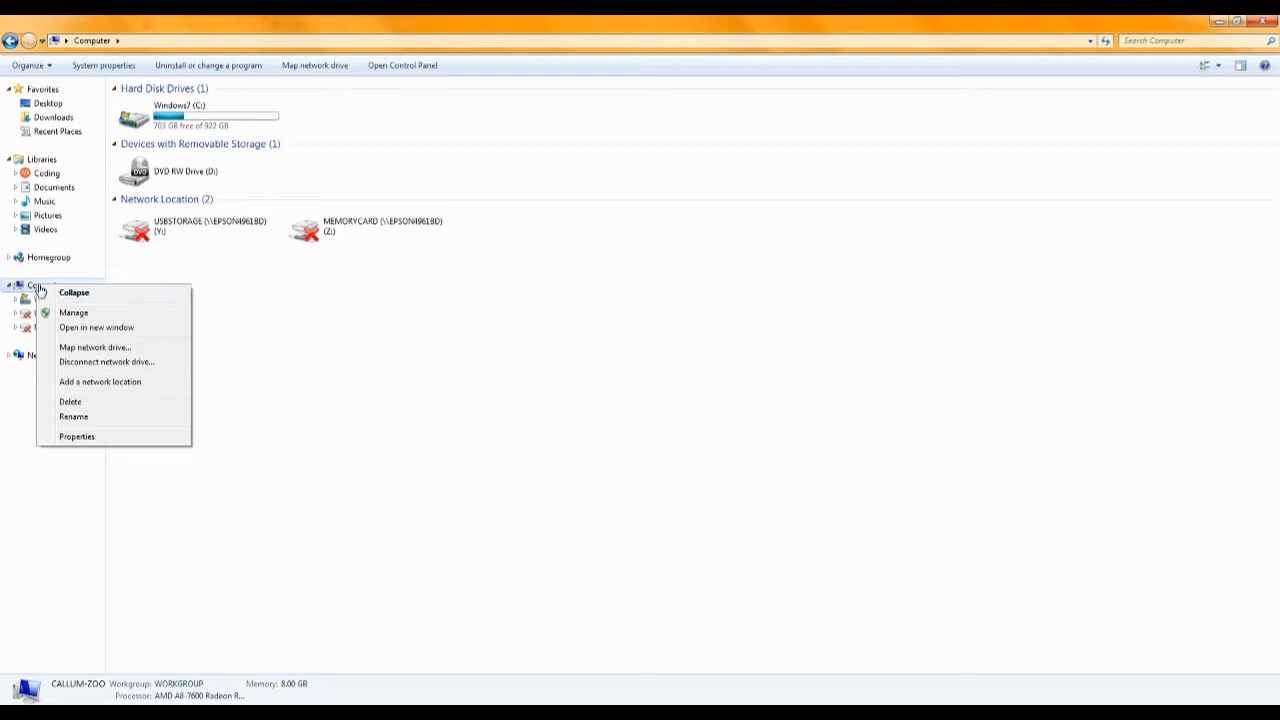 Computer
Search Computer
Organize
System properties
Uninstall or change a program
Map network drive
Open Control Panel
Favorites
Desktop
Downloads
Recent Places
Libraries
Coding
Documents
Music
Pictures
Videos
Homegroup
Collapse
Manage
Open in new window
Map network drive...
Disconnect network drive...
Add a network location
Delete
Rename
Properties
Hard Disk Drives (1)
Windows7 (C:)
703 GB free of 922 GB
Devices with Removable Storage (1)
DVD
DVD RW Drive (D:)
Network Location (2)
USBSTORAGE (\\EPSON4961BD)
(Y:)
MEMORYCARD (\\EPSON4961BD)
(Z:)
CALLUM-ZOO Workgroup: WORKGROUP Memory: 8.00 GB
Processor: AMD A8-7600 Radeon R...